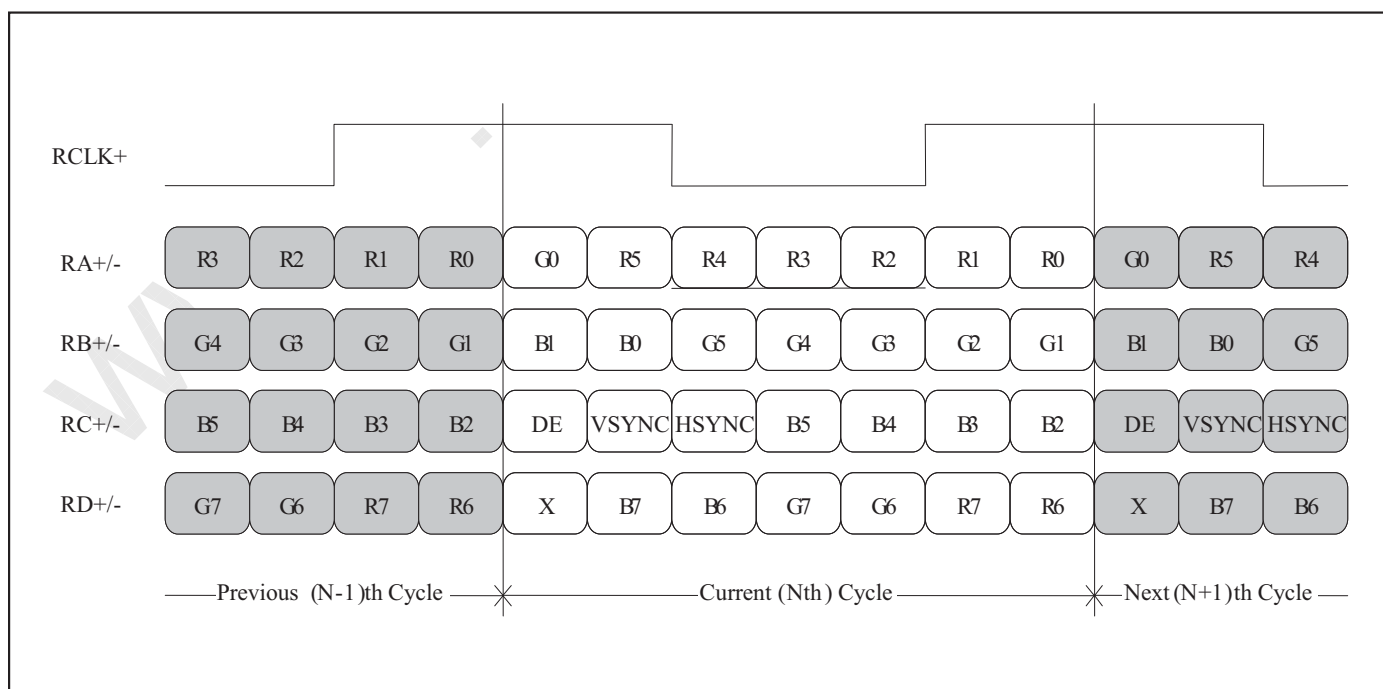 RCLK+
RA+/- R3 R2 R1 R0 G0 R5 R4 R3 R2 R1 R0 G0 R5 R4
RB+/- G4 G3 G2 G1 B1 B0 G5 G4 G3 G2 G1 B1 B0 G5
RC+/- B5 B4 B3 B2 DE VSYNC HSYNC B5 B4 B3 B2 DE VSYNC HSYNC
RD+/- G7 G6 R7 R6 X B7 B6 G7 G6 R7 R6 X B7 B6
Previous (N-1)th Cycle Current (Nth) Cycle Next (N+1)th Cycle